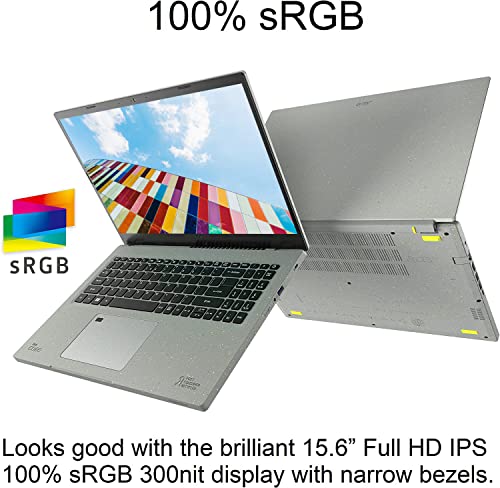 100% sRGB
acer
sRGB
Looks good with the brilliant 15.6” Full HD IPS
100% sRGB 300nit display with narrow bezels.